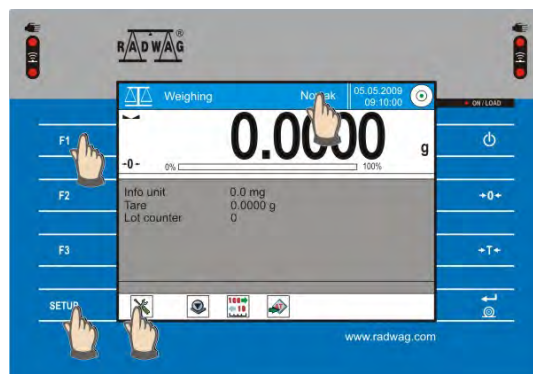 RADWAG®
Weighing
05.05.2009
09:10:00
ON / LOAD
F1
0.0000 g
-0-
0% 100%
F2
Info unit 0.0 mg
Tare 0.0000 g
Lot counter 0
→0←
F3
→T←
SETUP
www.radwag.com